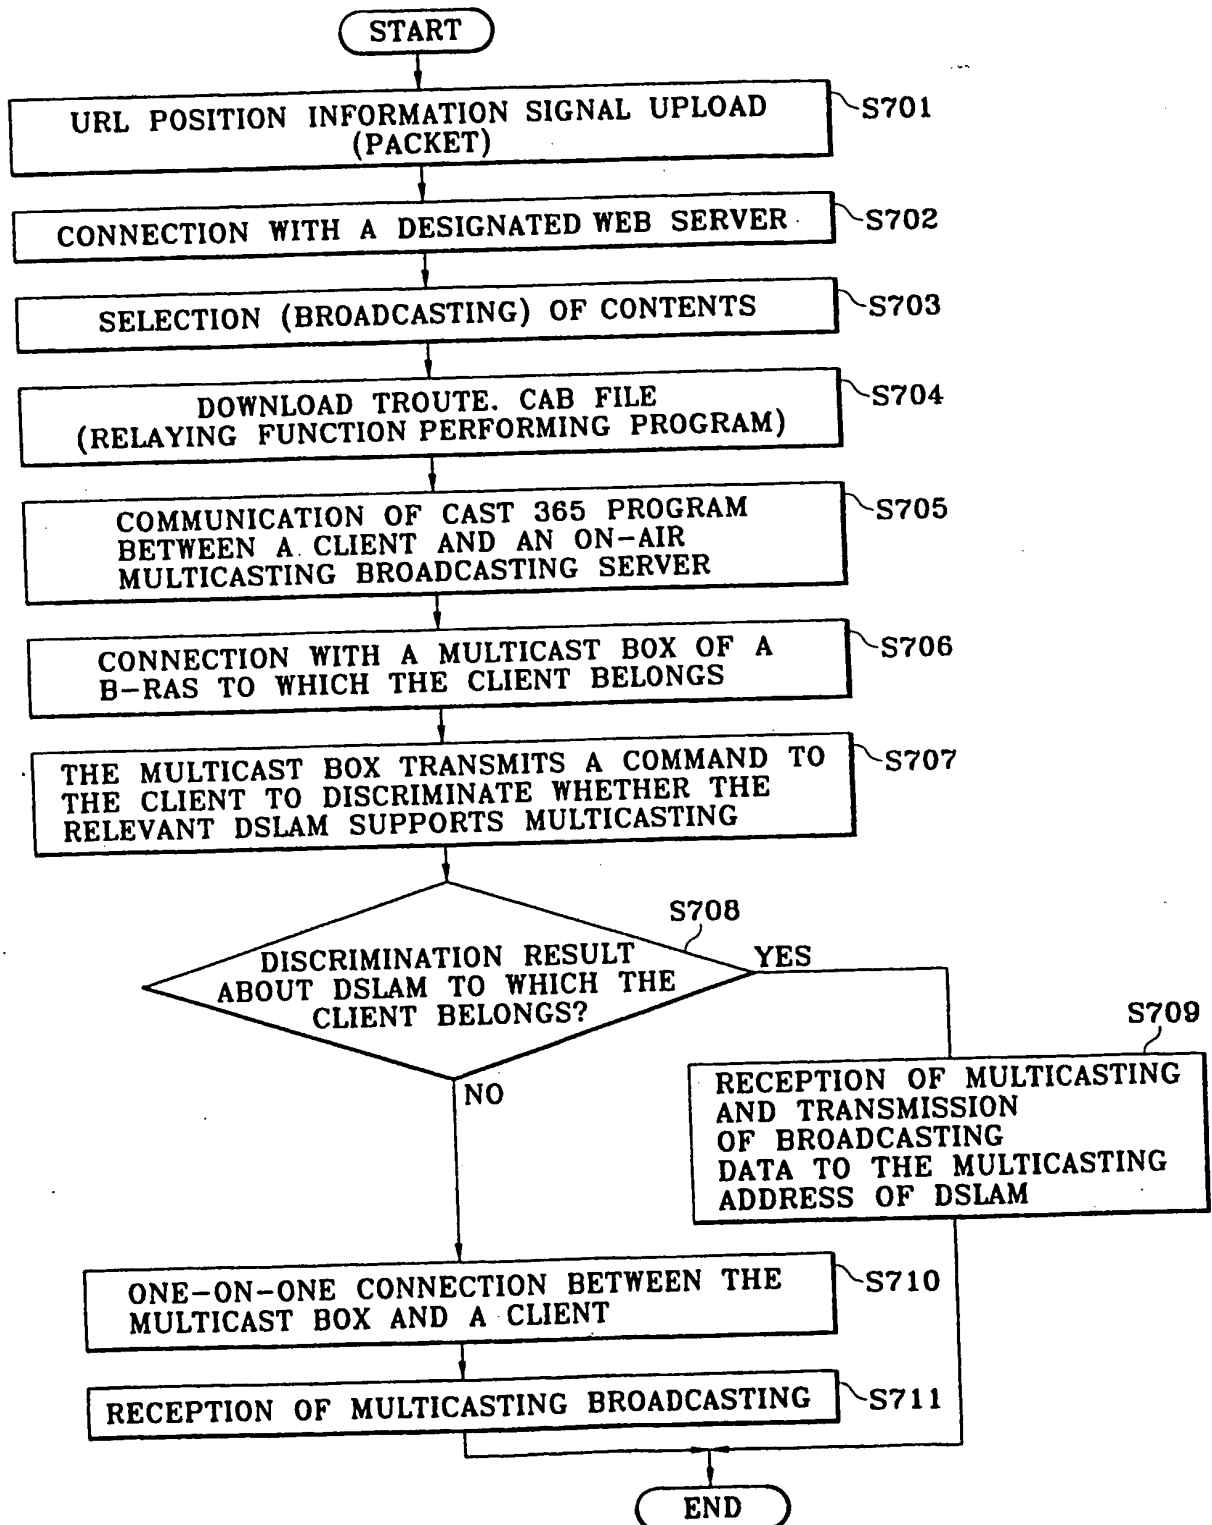 START
URL POSITION INFORMATION SIGNAL UPLOAD
(PACKET)
S701
CONNECTION WITH A DESIGNATED WEB SERVER
S702
SELECTION (BROADCASTING) OF CONTENTS
S703
DOWNLOAD TROUTE. CAB FILE
(RELAYING FUNCTION PERFORMING PROGRAM)
S704
COMMUNICATION OF CAST 365 PROGRAM
BETWEEN A CLIENT AND AN ON-AIR
MULTICASTING BROADCASTING SERVER
S705
CONNECTION WITH A MULTICAST BOX OF A
B-RAS TO WHICH THE CLIENT BELONGS
S706
THE MULTICAST BOX TRANSMITS A COMMAND TO
THE CLIENT TO DISCRIMINATE WHETHER THE
RELEVANT DSLAM SUPPORTS MULTICASTING
S707
S708
DISCRIMINATION RESULT
ABOUT DSLAM TO WHICH THE
CLIENT BELONGS?
YES
NO
S709
RECEPTION OF MULTICASTING
AND TRANSMISSION
OF BROADCASTING
DATA TO THE MULTICASTING
ADDRESS OF DSLAM
ONE-ON-ONE CONNECTION BETWEEN THE
MULTICAST BOX AND A CLIENT
S710
RECEPTION OF MULTICASTING BROADCASTING
S711
END